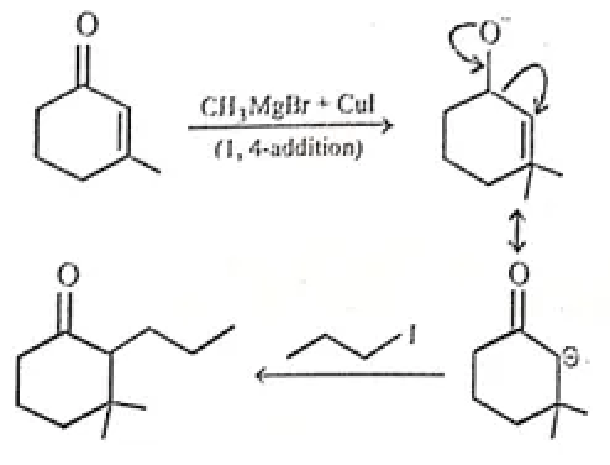 O
O⁻
CH₃MgBr + CuI
(1, 4-addition)
O
O
I
⊖